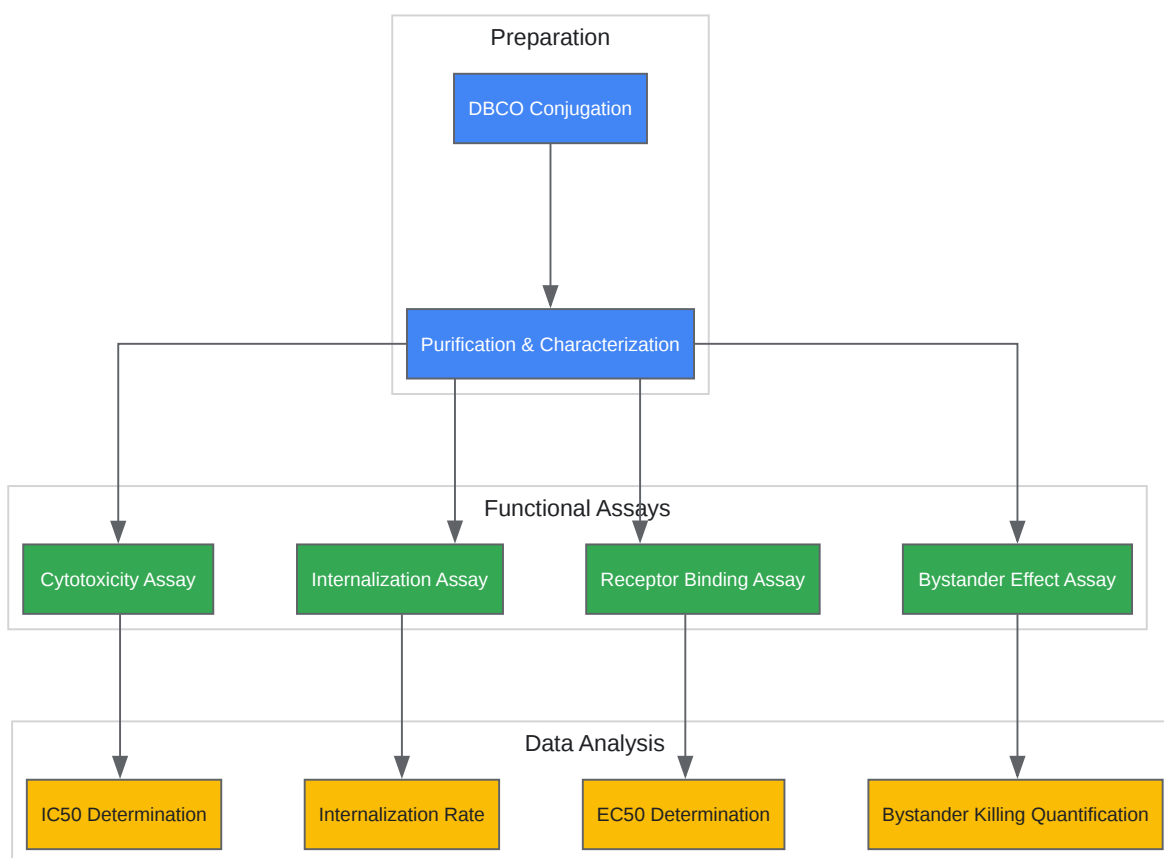 Preparation
DBCO Conjugation
Purification & Characterization
Functional Assays
Cytotoxicity Assay
Internalization Assay
Receptor Binding Assay
Bystander Effect Assay
Data Analysis
IC50 Determination
Internalization Rate
EC50 Determination
Bystander Killing Quantification